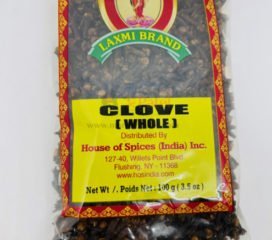 LAXMI BRAND
CLOVE
[ WHOLE ]
Distributed By
House of Spices (India) Inc.
127-40, Willets Point Blvd.
Flushing, NY - 11368
www.hosindia.com
Net Wt ./. Poids Net : 100 g ( 3.5 oz )